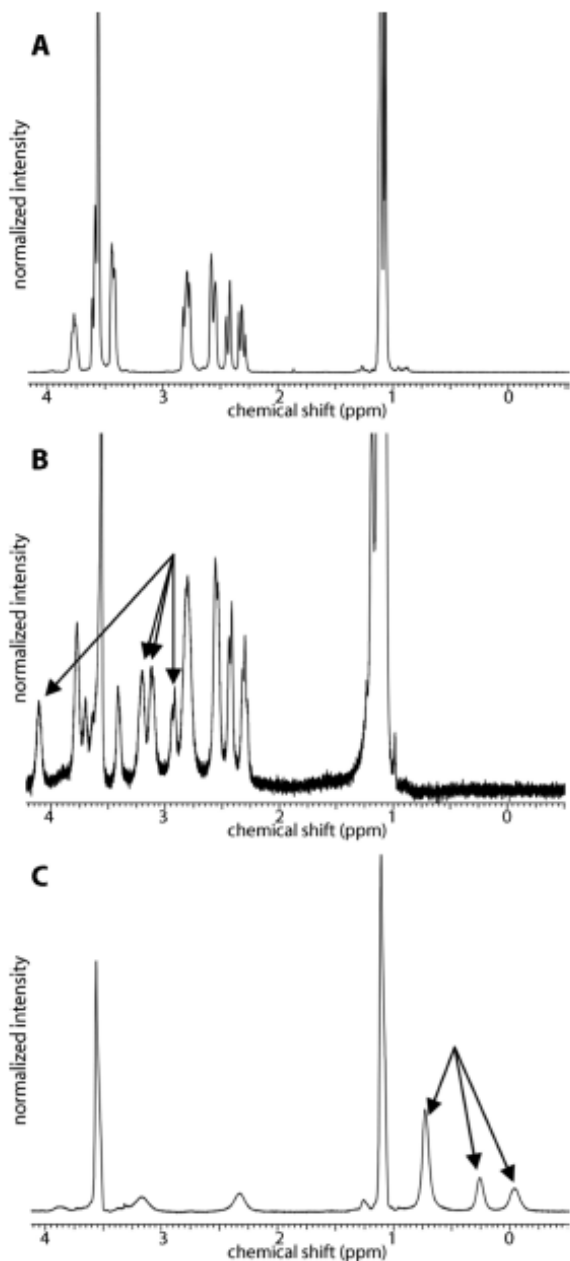 A
normalized intensity
3 2 1 0
chemical shift (ppm)
B
normalized intensity
4 3 2 1 0
chemical shift (ppm)
C
normalized intensity
4 3 2 1 0
chemical shift (ppm)